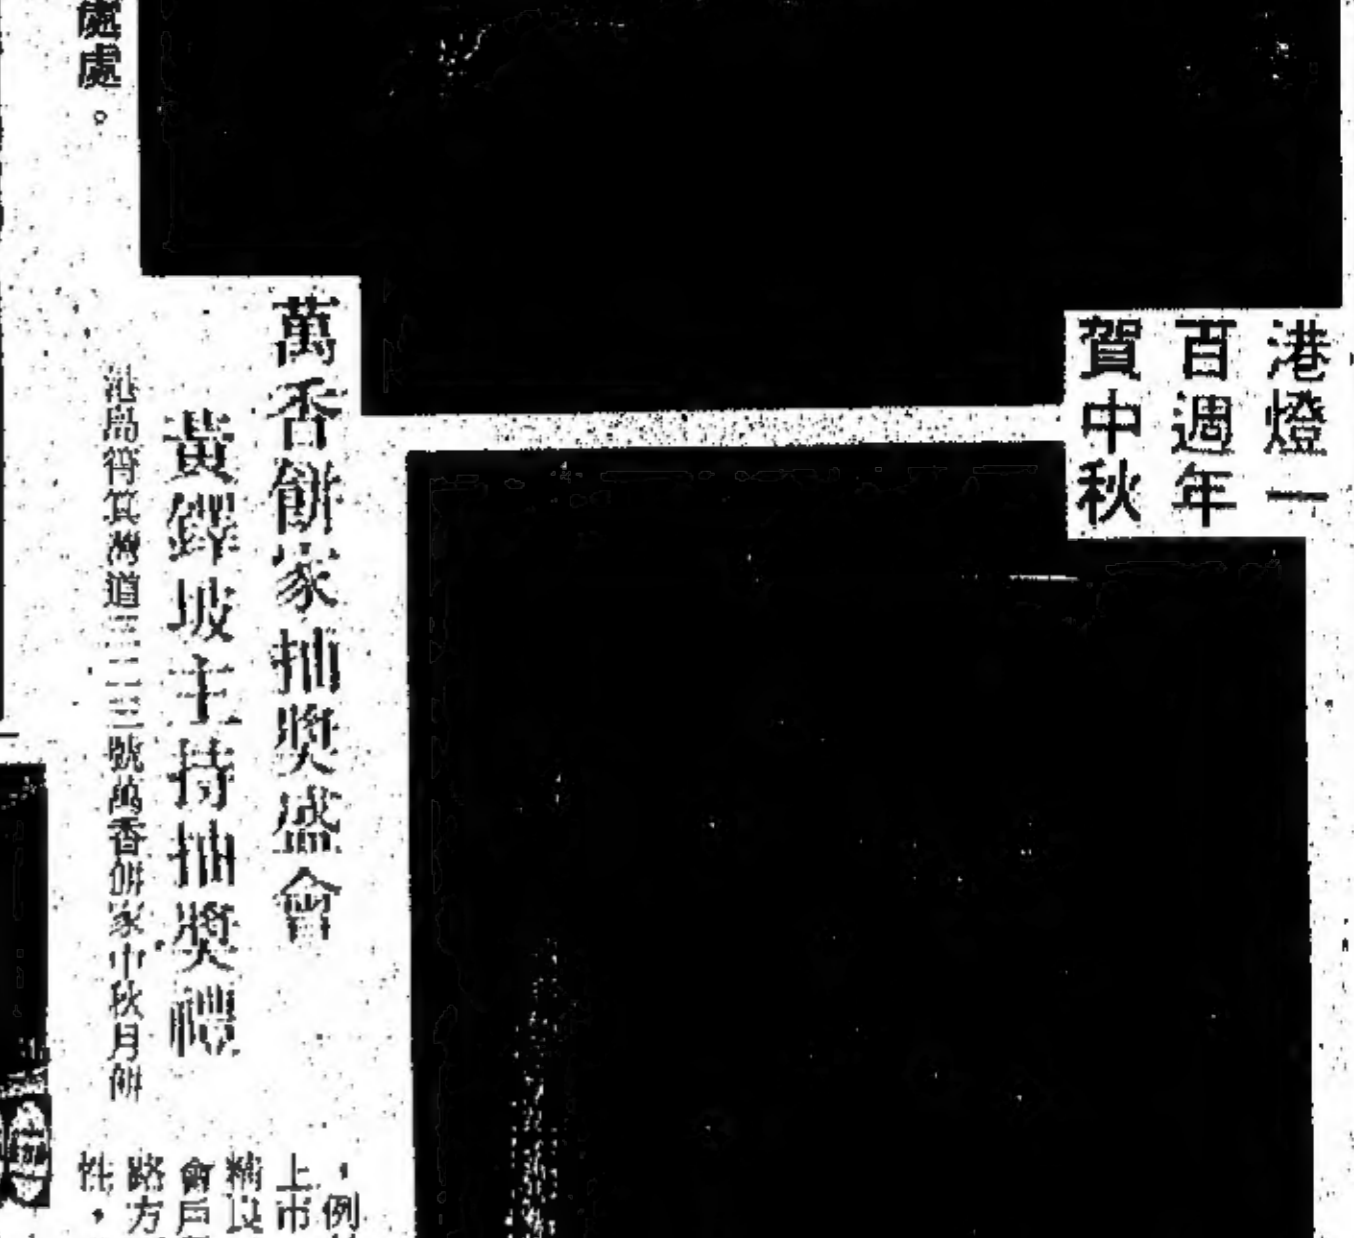 港燈一
百週年
賀中秋
萬香餅家抽獎盛會
黃鐸坡主持抽獎禮
港島筲箕灣道三二三號萬香餅家中秋月餅
處處。
，例
上市
精良
會戶
路方
性，